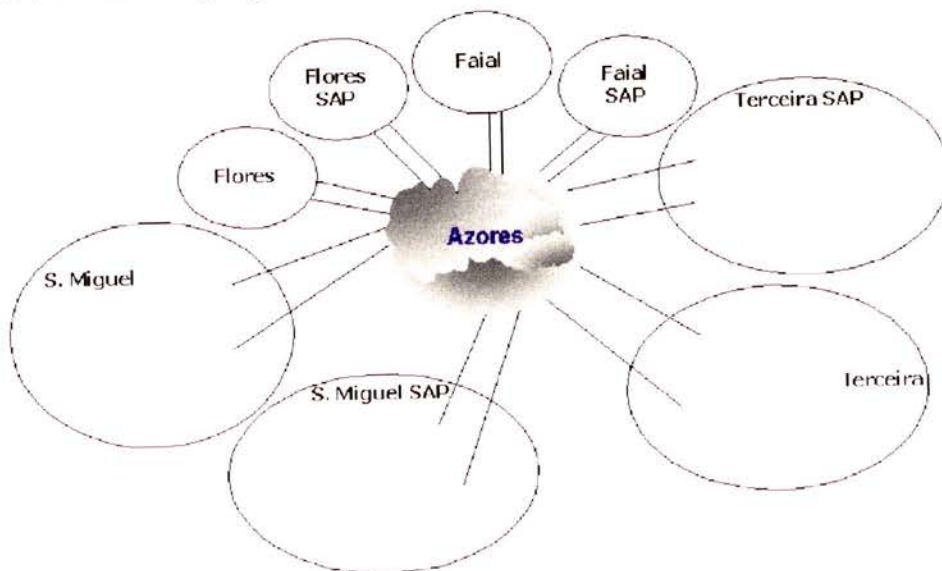 Faial
Flores
SAP
Faial
SAP
Terceira SAP
Flores
Azores
S. Miguel
Terceira
S. Miguel SAP